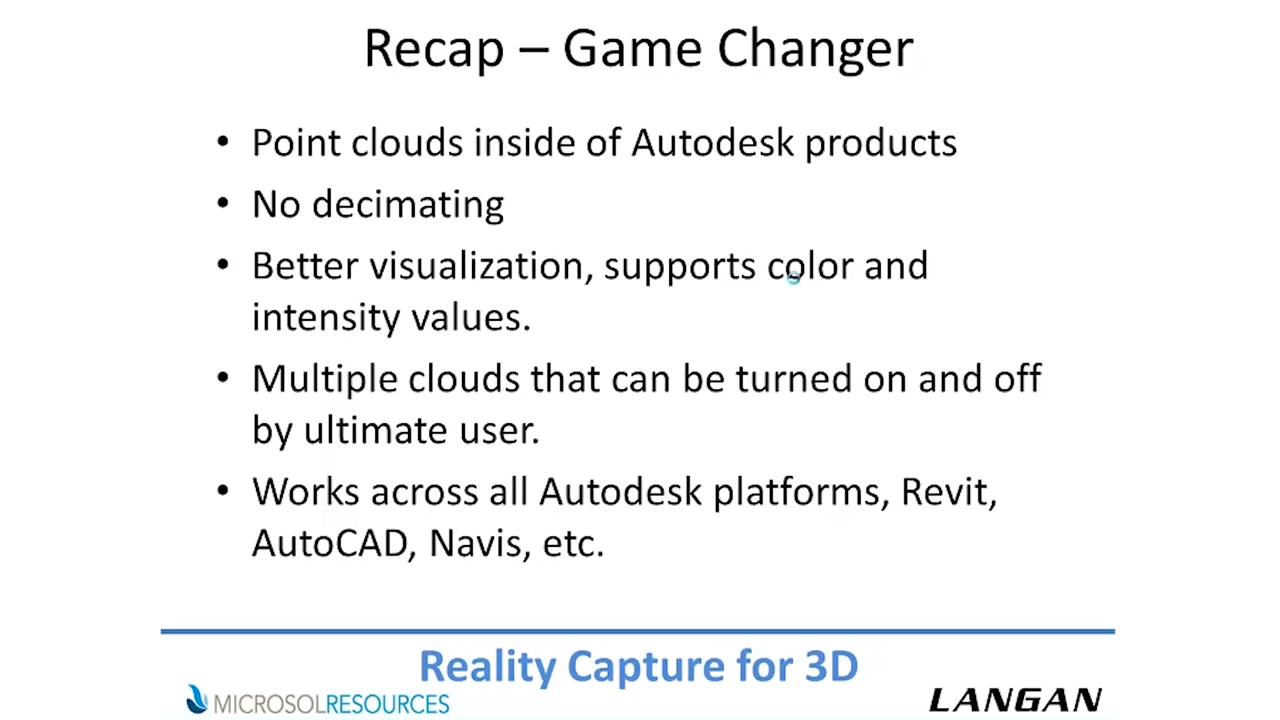 Recap – Game Changer
• Point clouds inside of Autodesk products
• No decimating
• Better visualization, supports color and
intensity values.
• Multiple clouds that can be turned on and off
by ultimate user.
• Works across all Autodesk platforms, Revit,
AutoCAD, Navis, etc.
Reality Capture for 3D
MICROSOLRESOURCES
LANGAN